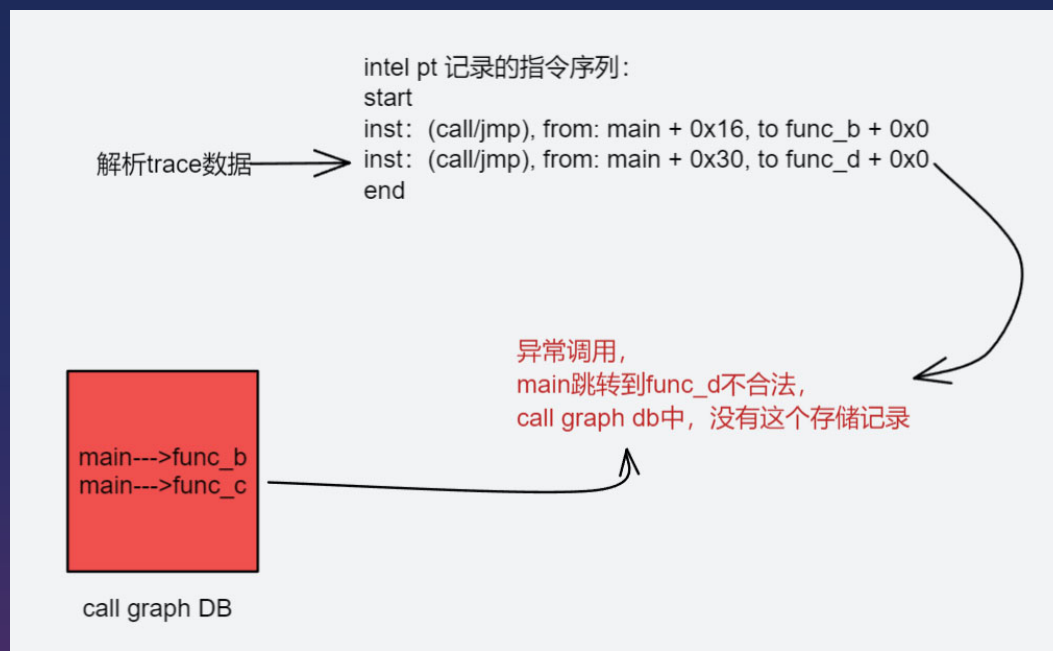 intel pt 记录的指令序列：
start
inst：(call/jmp), from: main + 0x16, to func_b + 0x0
解析trace数据
inst：(call/jmp), from: main + 0x30, to func_d + 0x0
end
异常调用，
main跳转到func_d不合法，
call graph db中，没有这个存储记录
main--->func_b
main--->func_c
call graph DB